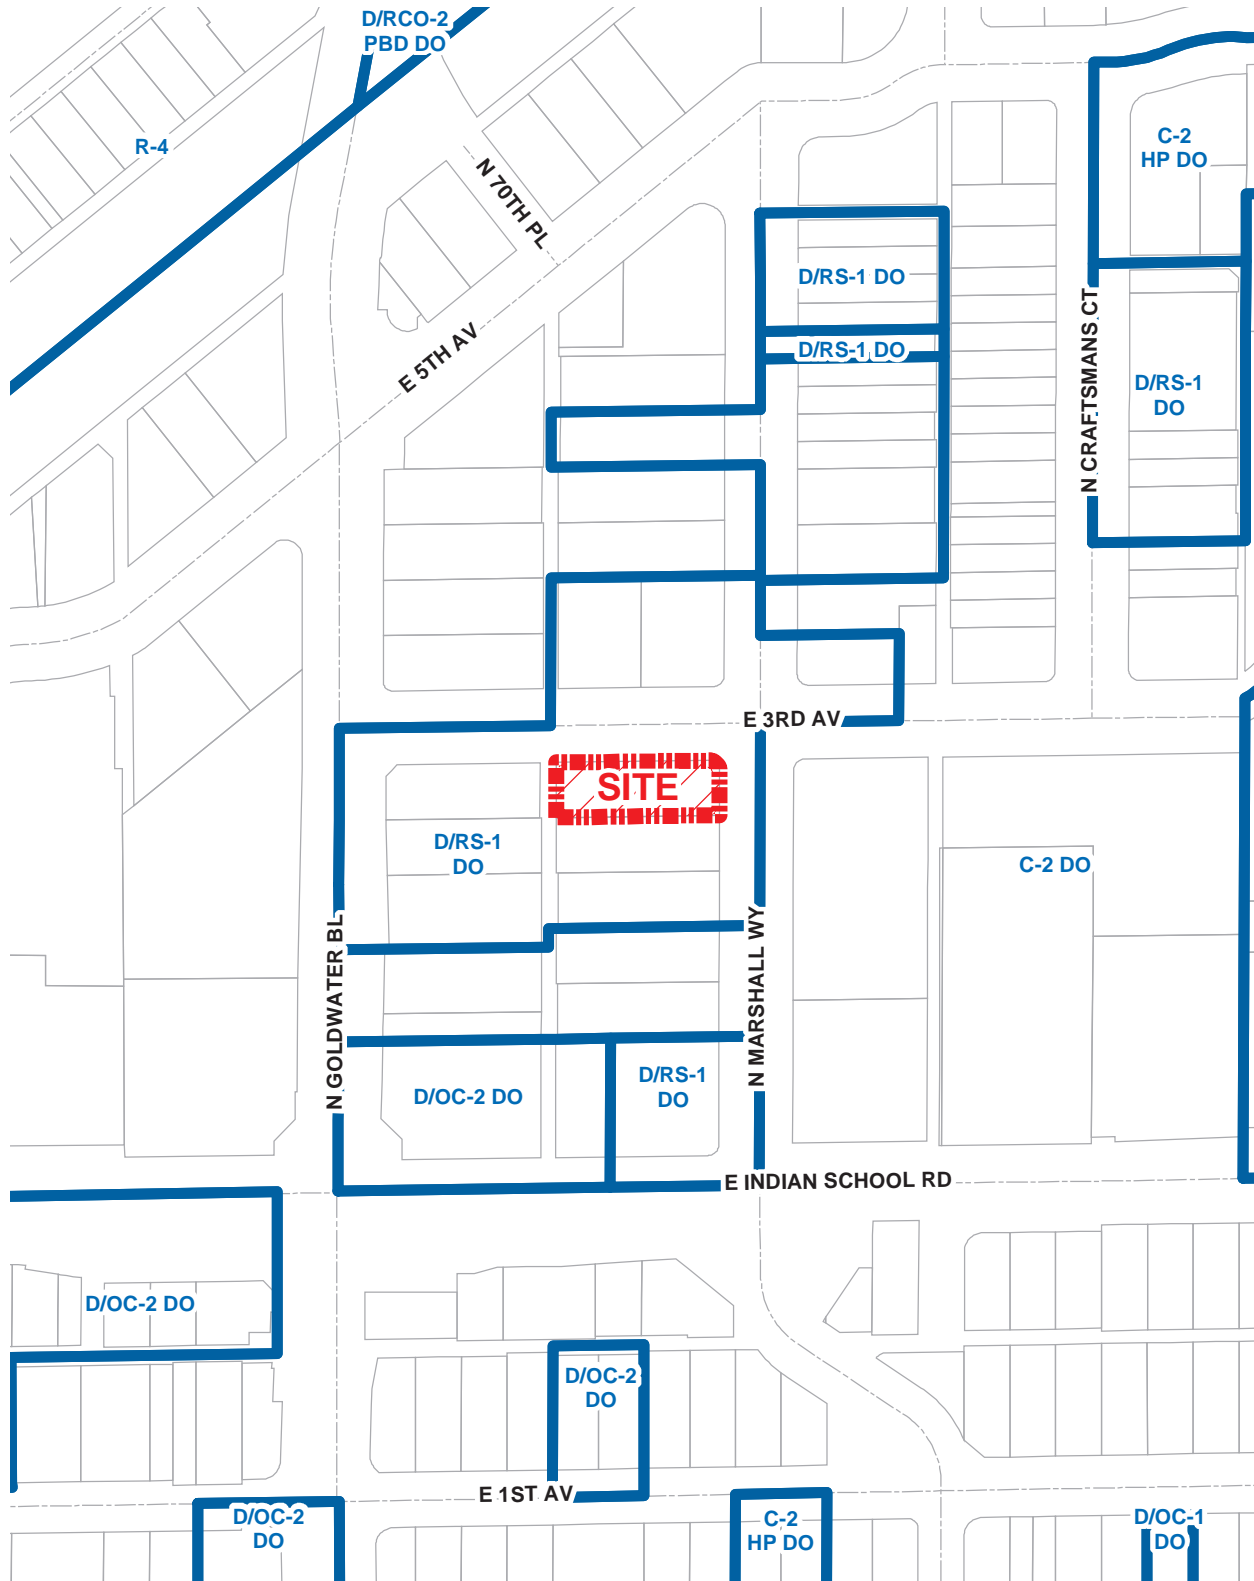 D/RCO-2
PBD DO
R-4
C-2
HP DO
N 70TH PL
D/RS-1 DO
E 5TH AV
D/RS-1 DO
N CRAFTSMANS CT
D/RS-1
DO
E 3RD AV
SITE
D/RS-1
DO
C-2 DO
N GOLDWATER BL
N MARSHALL WY
D/OC-2 DO
D/RS-1
DO
E INDIAN SCHOOL RD
D/OC-2 DO
D/OC-2
DO
E 1ST AV
D/OC-2
DO
C-2
HP DO
D/OC-1
DO